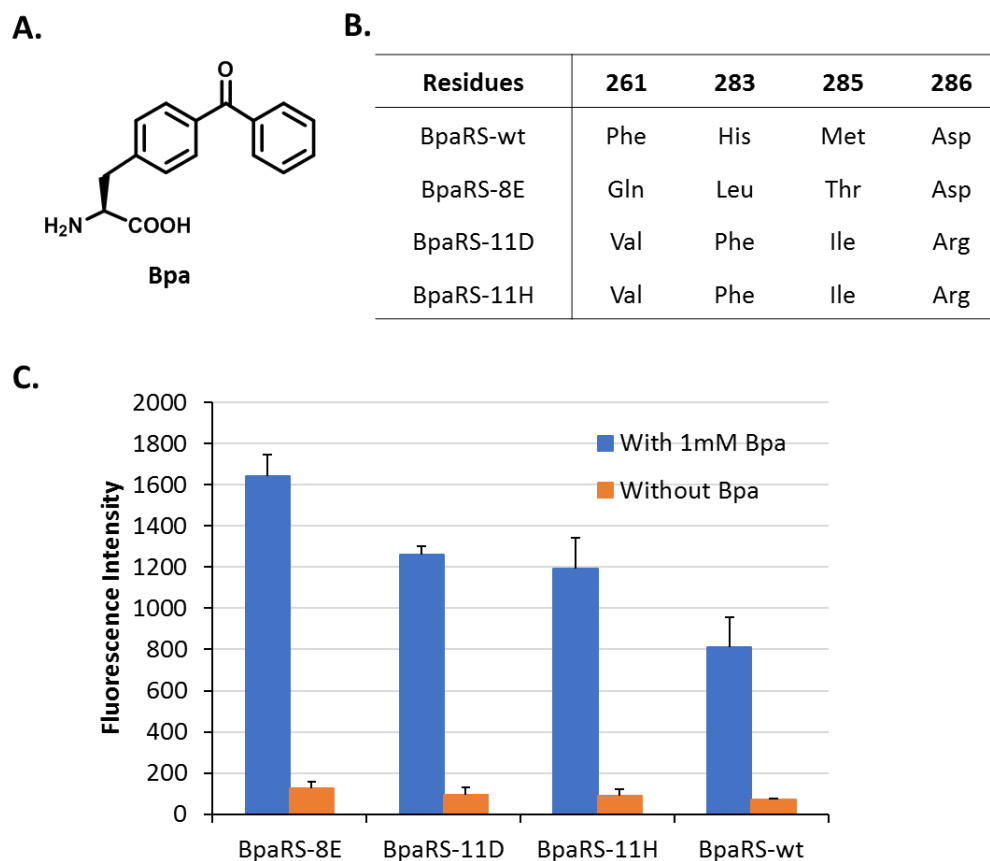 A.
O
H₂N
COOH
Bpa
B.
Residues 261 283 285 286
BpaRS-wt Phe His Met Asp
BpaRS-8E Gln Leu Thr Asp
BpaRS-11D Val Phe Ile Arg
BpaRS-11H Val Phe Ile Arg
C.
Fluorescence Intensity
2000
1800
1600
1400
1200
1000
800
600
400
200
0
With 1mM Bpa
Without Bpa
BpaRS-8E BpaRS-11D BpaRS-11H BpaRS-wt